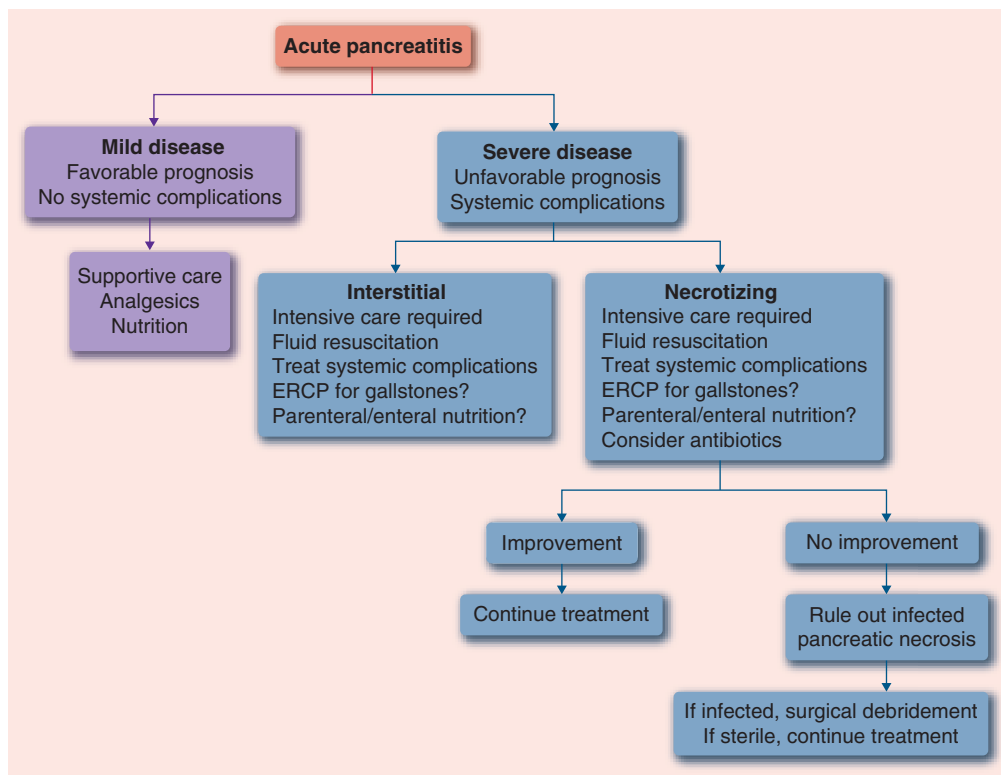 Acute pancreatitis
Mild disease
Favorable prognosis
No systemic complications
Severe disease
Unfavorable prognosis
Systemic complications
Supportive care
Analgesics
Nutrition
Interstitial
Intensive care required
Fluid resuscitation
Treat systemic complications
ERCP for gallstones?
Parenteral/enteral nutrition?
Necrotizing
Intensive care required
Fluid resuscitation
Treat systemic complications
ERCP for gallstones?
Parenteral/enteral nutrition?
Consider antibiotics
Improvement
No improvement
Continue treatment
Rule out infected
pancreatic necrosis
If infected, surgical debridement
If sterile, continue treatment